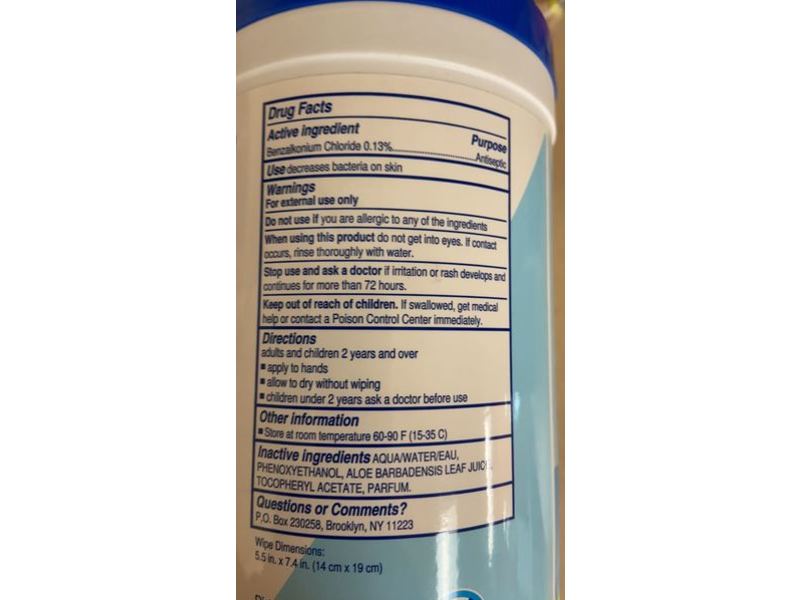 Drug Facts
Active ingredient Purpose
Benzalkonium Chloride 0.13%........................Antiseptic
Use decreases bacteria on skin
Warnings
For external use only
Do not use if you are allergic to any of the ingredients
When using this product do not get into eyes. If contact
occurs, rinse thoroughly with water.
Stop use and ask a doctor if irritation or rash develops and
continues for more than 72 hours.
Keep out of reach of children. If swallowed, get medical
help or contact a Poison Control Center immediately.
Directions
adults and children 2 years and over
▪ apply to hands
▪ allow to dry without wiping
▪ children under 2 years ask a doctor before use
Other information
▪ Store at room temperature 60-90 F (15-35 C)
Inactive ingredients AQUA/WATER/EAU,
PHENOXYETHANOL, ALOE BARBADENSIS LEAF JUICE,
TOCOPHERYL ACETATE, PARFUM.
Questions or Comments?
P.O. Box 230258, Brooklyn, NY 11223
Wipe Dimensions:
5.5 in. x 7.4 in. (14 cm x 19 cm)